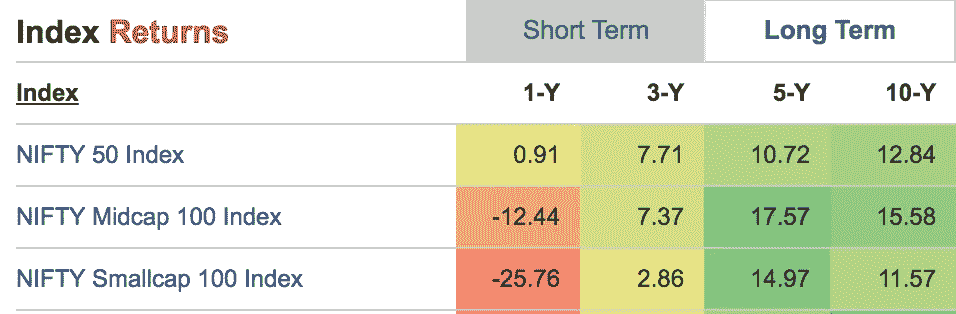 Index Returns Short Term Long Term
Index 1-Y 3-Y 5-Y 10-Y
NIFTY 50 Index 0.91 7.71 10.72 12.84
NIFTY Midcap 100 Index -12.44 7.37 17.57 15.58
NIFTY Smallcap 100 Index -25.76 2.86 14.97 11.57